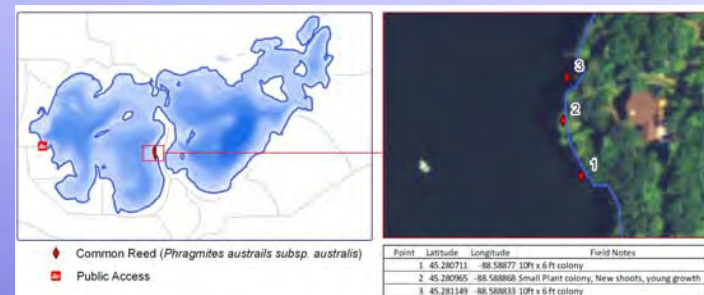 3
2
1
Common Reed (Phragmites austrails subsp. australis)
Public Access
Point Latitude Longitude Field Notes
1 45.280711 -88.58877 10ft x 6 ft colony
2 45.280965 -88.588868 Small Plant colony, New shoots, young growth
3 45.281149 -88.588833 10ft x 6 ft colony